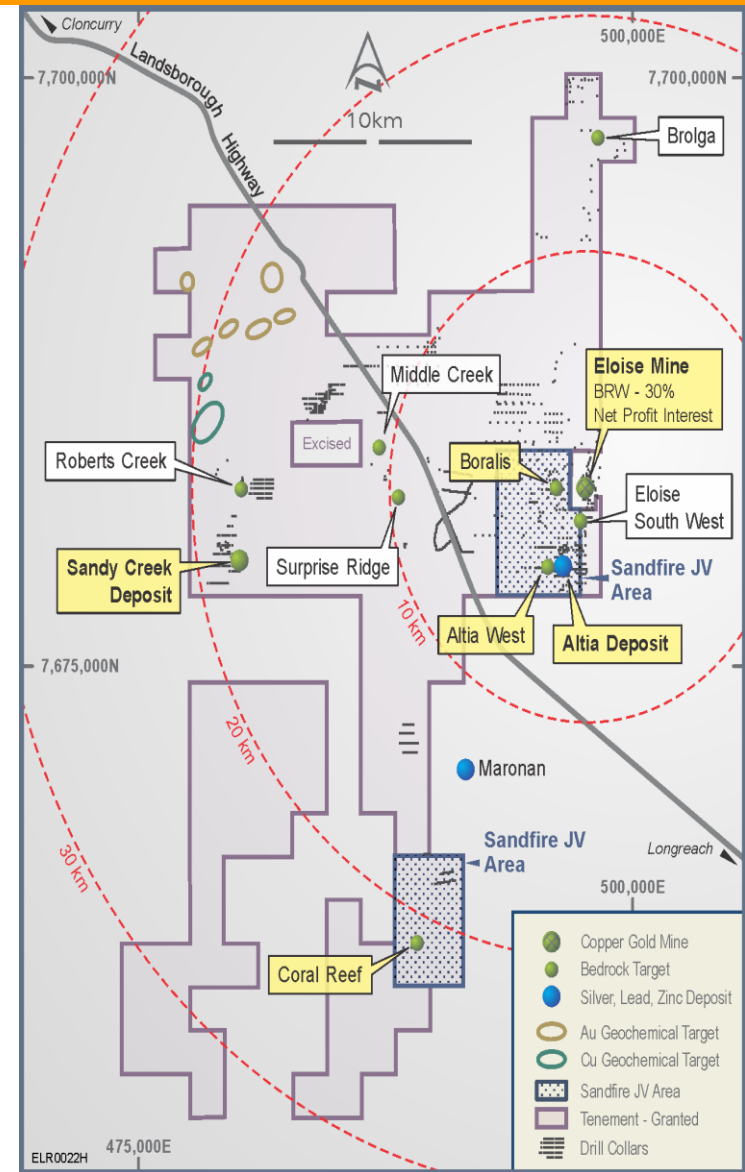 Cloncurry
500,000E
7,700,000N
7,700,000N
Landsborough
Highway
10km
Brolga
Middle Creek
Eloise Mine
BRW - 30%
Net Profit Interest
Excised
Boralis
Roberts Creek
Eloise
South West
Sandy Creek
Deposit
Surprise Ridge
Sandfire JV
Area
10 km
Altia West
Altia Deposit
7,675,000N
7,675,000N
20 km
Maronan
30 km
Sandfire JV
Area
Longreach
500,000E
Coral Reef
Copper Gold Mine
Bedrock Target
Silver, Lead, Zinc Deposit
Au Geochemical Target
Cu Geochemical Target
Sandfire JV Area
Tenement - Granted
Drill Collars
475,000E
ELR0022H